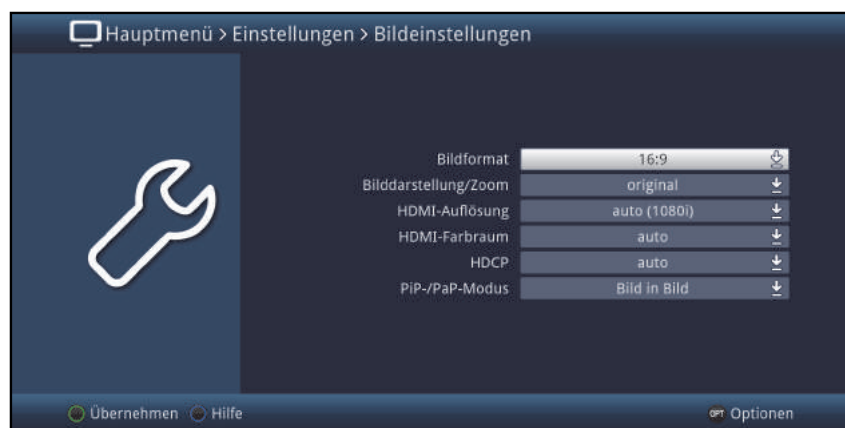 Hauptmenü > Einstellungen > Bildeinstellungen
Bildformat 16:9
Bilddarstellung/Zoom original
HDMI-Auflösung auto (1080i)
HDMI-Farbraum auto
HDCP auto
PiP-/PaP-Modus Bild in Bild
Übernehmen Hilfe OPT Optionen